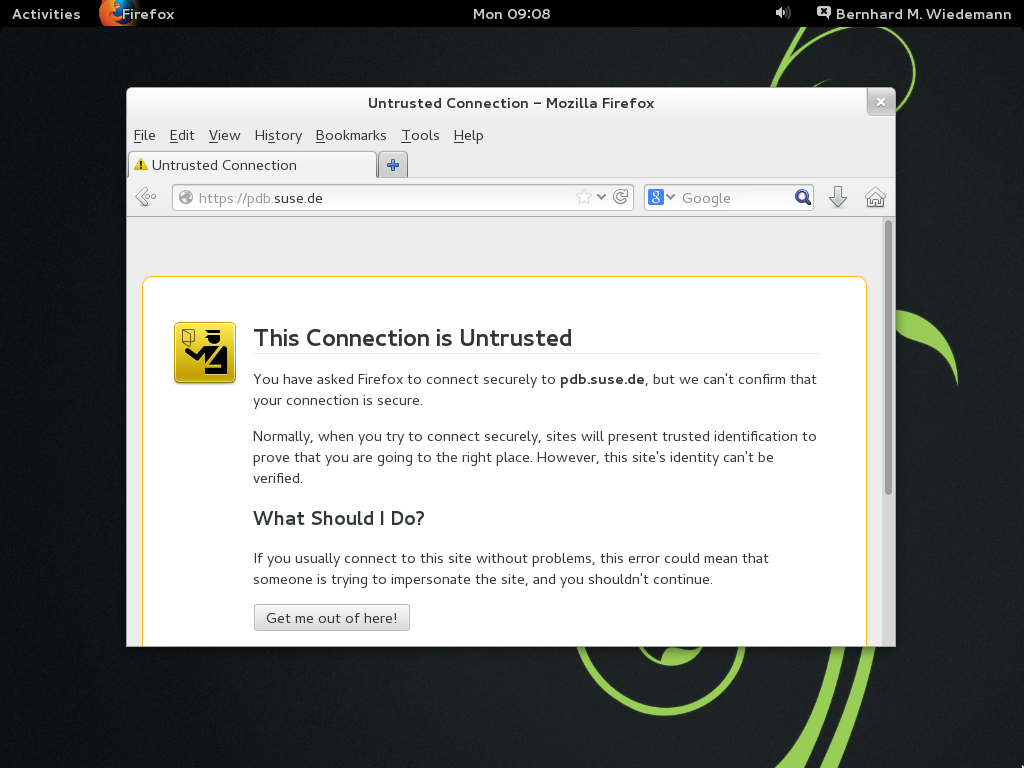 Activities Firefox Mon 09:08 Bernhard M. Wiedemann
Untrusted Connection – Mozilla Firefox
File Edit View History Bookmarks Tools Help
Untrusted Connection
https://pdb.suse.de 8 Google
This Connection is Untrusted
You have asked Firefox to connect securely to pdb.suse.de, but we can't confirm that
your connection is secure.
Normally, when you try to connect securely, sites will present trusted identification to
prove that you are going to the right place. However, this site's identity can't be
verified.
What Should I Do?
If you usually connect to this site without problems, this error could mean that
someone is trying to impersonate the site, and you shouldn't continue.
Get me out of here!